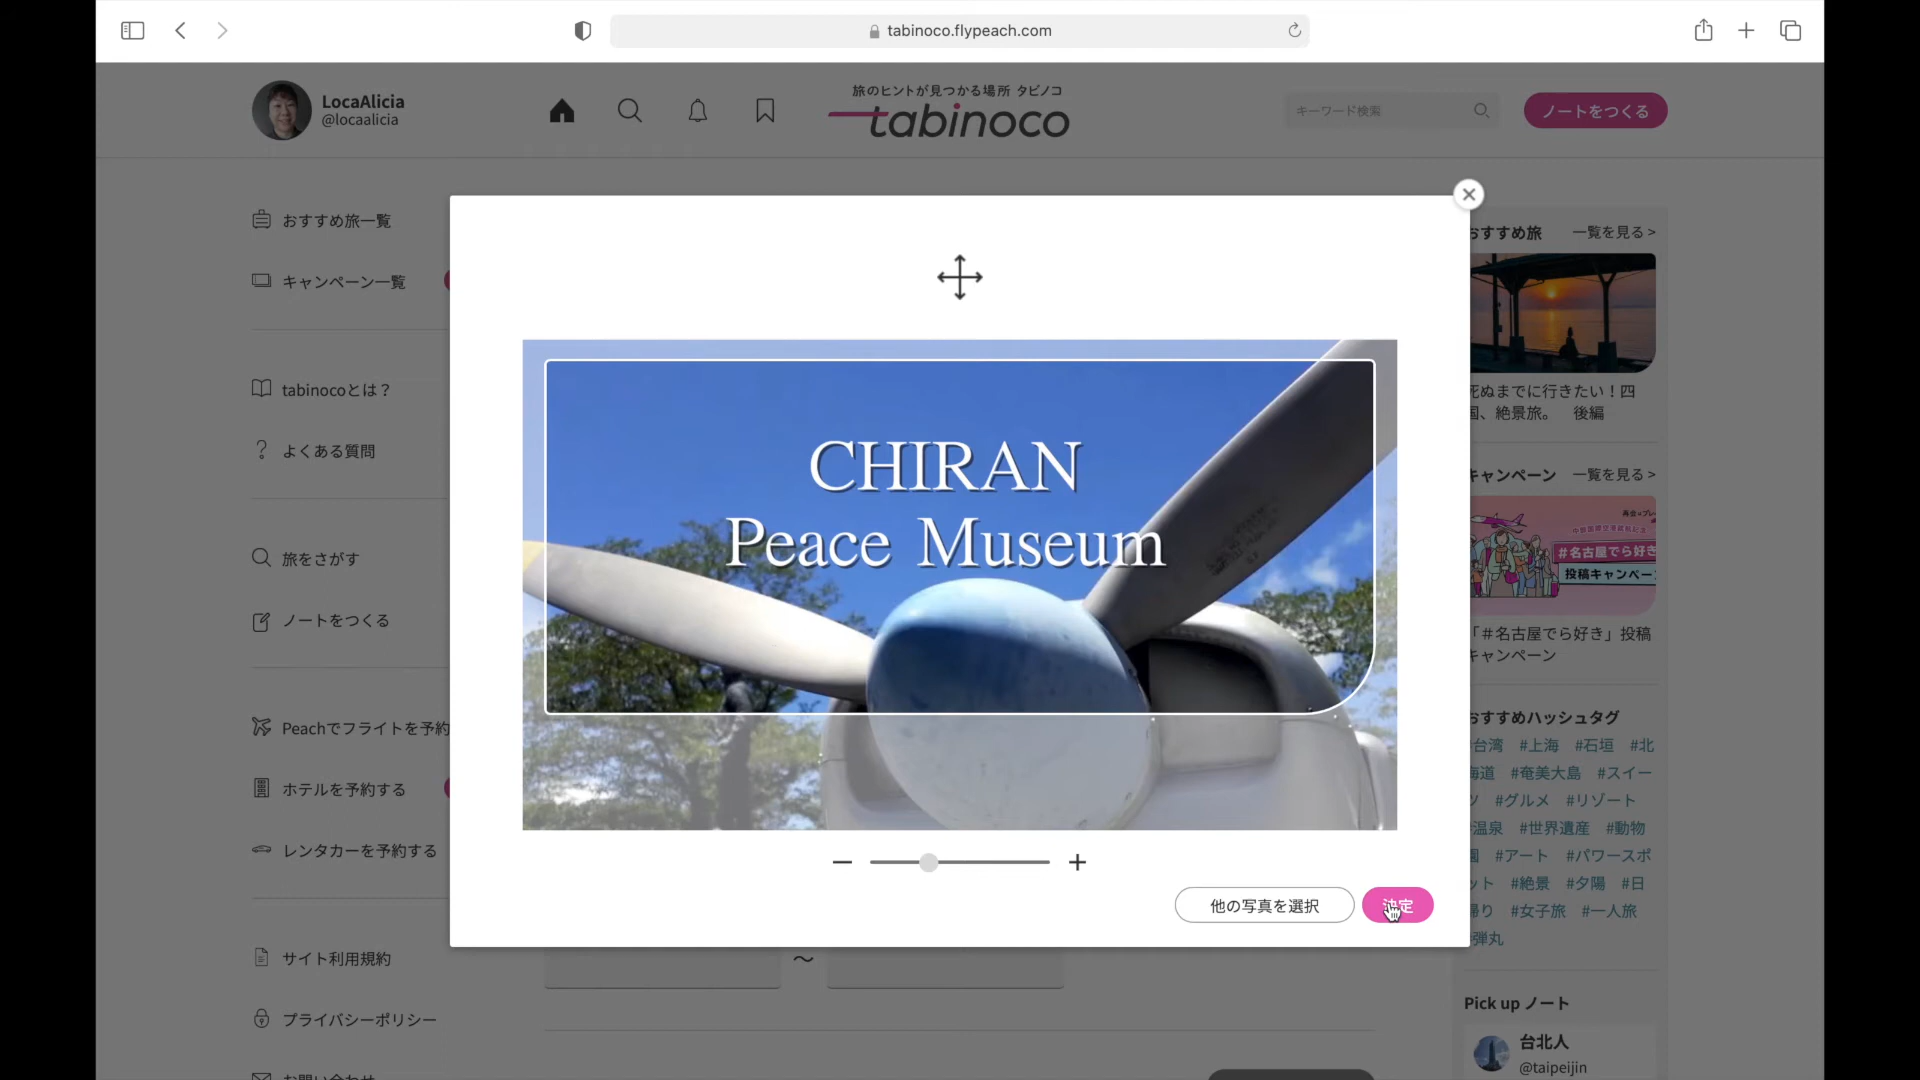 tabinoco.flypeach.com
LocaAlicia
@locaalicia
旅のヒントが見つかる場所 タビノコ
tabinoco
キーワード検索
ノートをつくる
おすすめ旅一覧
キャンペーン一覧
tabinocoとは？
よくある質問
旅をさがす
ノートをつくる
Peachでフライトを予約
ホテルを予約する
レンタカーを予約する
サイト利用規約
プライバシーポリシー
CHIRAN
Peace Museum
他の写真を選択
決定
〜
おすすめ旅 一覧を見る >
死ぬまでに行きたい！四
国、絶景旅。 後編
キャンペーン 一覧を見る >
#名古屋でら好き
投稿キャンペー
「＃名古屋でら好き」投稿
キャンペーン
おすすめハッシュタグ
台湾 #上海 #石垣 #北
海道 #奄美大島 #スイー
ツ #グルメ #リゾート
温泉 #世界遺産 #動物
園 #アート #パワースポ
ット #絶景 #夕陽 #日
帰り #女子旅 #一人旅
弾丸
Pick up ノート
台北人
@taipeijin